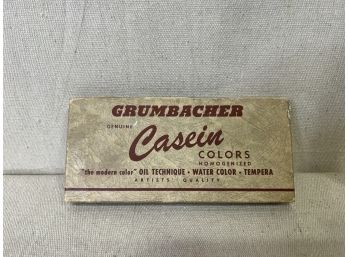 GRUMBACHER
GENUINE
Casein
COLORS
HOMOGENIZED
"the modern color" OIL TECHNIQUE • WATER COLOR • TEMPERA
ARTISTS' QUALITY